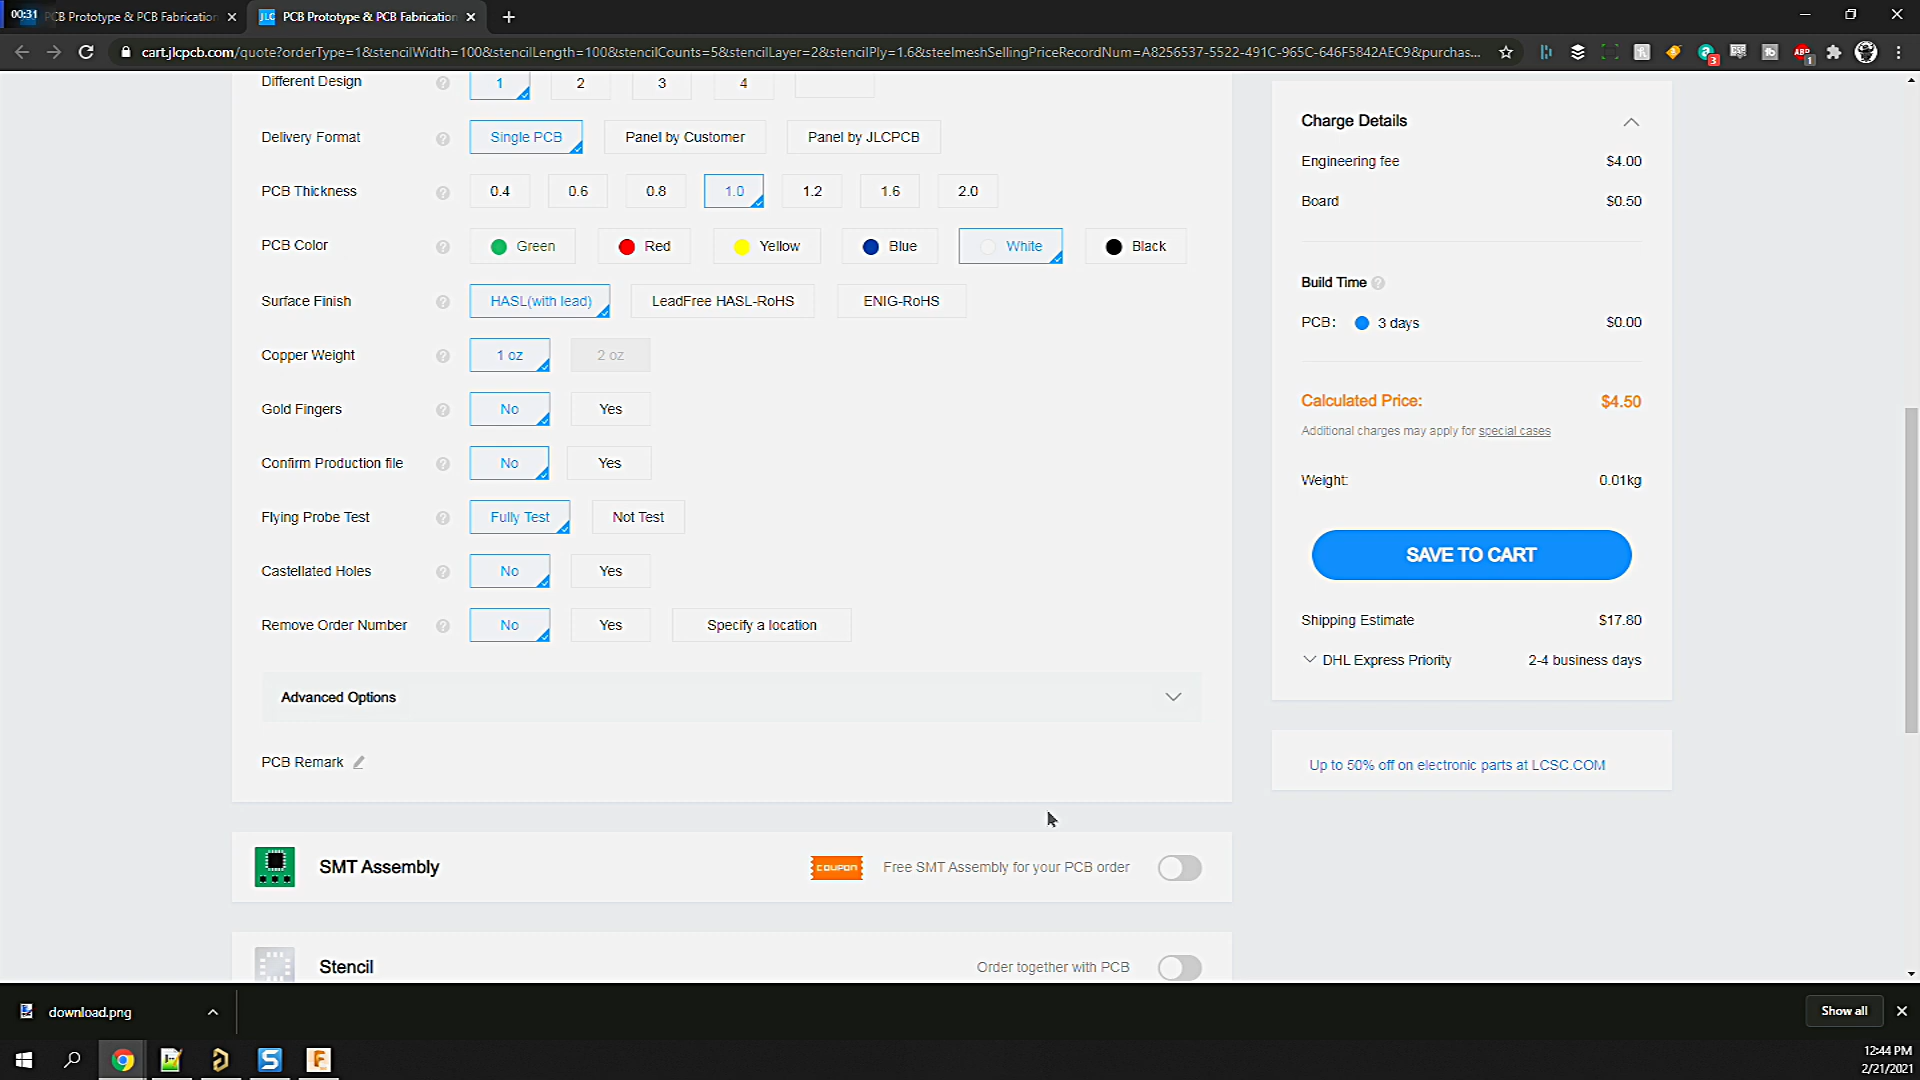 00:31
PCB Prototype & PCB Fabrication
JLC PCB Prototype & PCB Fabrication
cart.jlcpcb.com/quote?orderType=1&stencilWidth=100&stencilLength=100&stencilCounts=5&stencilLayer=2&stencilPly=1.6&steelmeshSellingPriceRecordNum=A8256537-5522-491C-965C-646F5842AEC9&purchas...
3
ABP
1
Different Design 1 2 3 4
Delivery Format Single PCB Panel by Customer Panel by JLCPCB
PCB Thickness 0.4 0.6 0.8 1.0 1.2 1.6 2.0
PCB Color Green Red Yellow Blue White Black
Surface Finish HASL(with lead) LeadFree HASL-RoHS ENIG-RoHS
Copper Weight 1 oz 2 oz
Gold Fingers No Yes
Confirm Production file No Yes
Flying Probe Test Fully Test Not Test
Castellated Holes No Yes
Remove Order Number No Yes Specify a location
Advanced Options
PCB Remark
SMT Assembly COUPON Free SMT Assembly for your PCB order
Stencil Order together with PCB
Charge Details
Engineering fee $4.00
Board $0.50
Build Time
PCB: 3 days $0.00
Calculated Price: $4.50
Additional charges may apply for special cases
Weight: 0.01kg
SAVE TO CART
Shipping Estimate $17.80
DHL Express Priority 2-4 business days
Up to 50% off on electronic parts at LCSC.COM
download.png
Show all
12:44 PM
2/21/2021